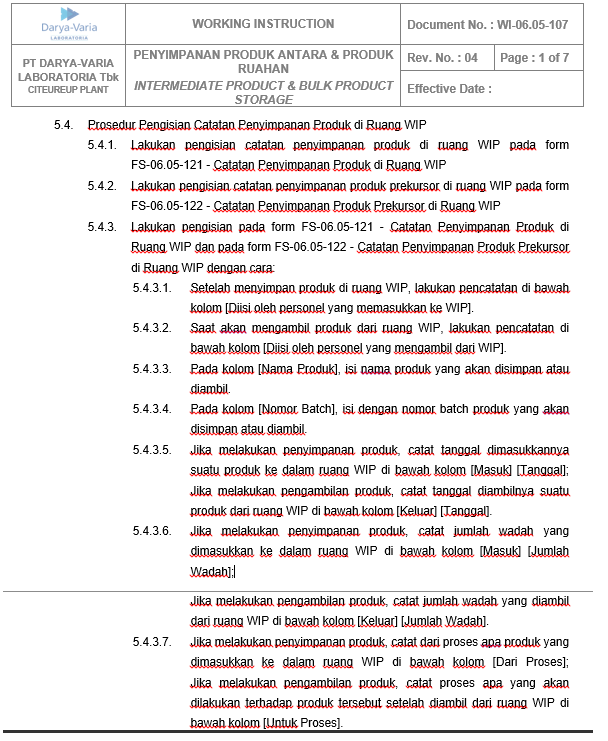 Darya-Varia
LABORATORIA
PT DARYA-VARIA
LABORATORIA Tbk
CITEUREUP PLANT
WORKING INSTRUCTION
PENYIMPANAN PRODUK ANTARA & PRODUK
RUAHAN
INTERMEDIATE PRODUCT & BULK PRODUCT
STORAGE
Document No. : WI-06.05-107
Rev. No. : 04
Page : 1 of 7
Effective Date :
5.4. Prosedur Pengisian Catatan Penyimpanan Produk di Ruang WIP
5.4.1. Lakukan pengisian catatan penyimpanan produk di ruang WIP pada form
FS-06.05-121 - Catatan Penyimpanan Produk di Ruang WIP
5.4.2. Lakukan pengisian catatan penyimpanan produk prekursor di ruang WIP pada form
FS-06.05-122 - Catatan Penyimpanan Produk Prekursor di Ruang WIP
5.4.3. Lakukan pengisian pada form FS-06.05-121 - Catatan Penyimpanan Produk di
Ruang WIP dan pada form FS-06.05-122 - Catatan Penyimpanan Produk Prekursor
di Ruang WIP dengan cara:
5.4.3.1. Setelah menyimpan produk di ruang WIP, lakukan pencatatan di bawah
kolom [Diisi oleh personel yang memasukkan ke WIP].
5.4.3.2. Saat akan mengambil produk dari ruang WIP, lakukan pencatatan di
bawah kolom [Diisi oleh personel yang mengambil dari WIP].
5.4.3.3. Pada kolom [Nama Produk], isi nama produk yang akan disimpan atau
diambil.
5.4.3.4. Pada kolom [Nomor Batch], isi dengan nomor batch produk yang akan
disimpan atau diambil.
5.4.3.5. Jika melakukan penyimpanan produk, catat tanggal dimasukkannya
suatu produk ke dalam ruang WIP di bawah kolom [Masuk] [Tanggal];
Jika melakukan pengambilan produk, catat tanggal diambilnya suatu
produk dari ruang WIP di bawah kolom [Keluar] [Tanggal].
5.4.3.6. Jika melakukan penyimpanan produk, catat jumlah wadah yang
dimasukkan ke dalam ruang WIP di bawah kolom [Masuk] [Jumlah
Wadah];
Jika melakukan pengambilan produk, catat jumlah wadah yang diambil
dari ruang WIP di bawah kolom [Keluar] [Jumlah Wadah].
5.4.3.7. Jika melakukan penyimpanan produk, catat dari proses apa produk yang
dimasukkan ke dalam ruang WIP di bawah kolom [Dari Proses];
Jika melakukan pengambilan produk, catat proses apa yang akan
dilakukan terhadap produk tersebut setelah diambil dari ruang WIP di
bawah kolom [Untuk Proses].